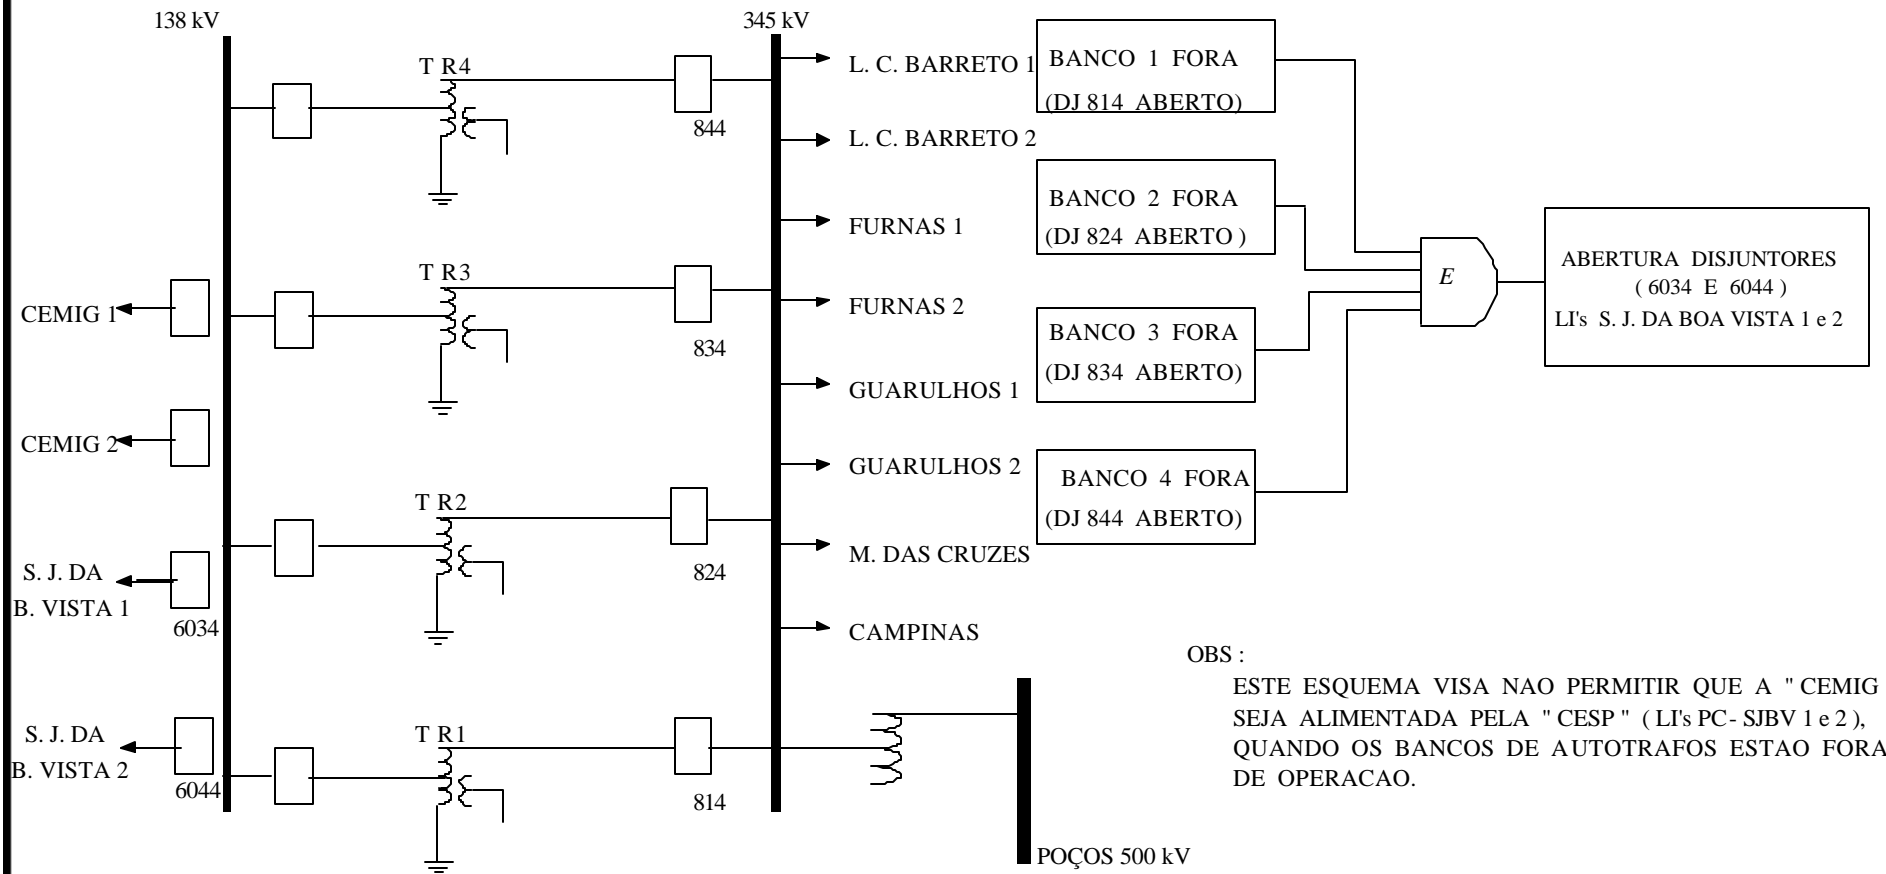 138 kV
345 kV
T R4
844
T R3
834
T R2
824
T R1
814
CEMIG 1
CEMIG 2
S. J. DA
B. VISTA 1
6034
S. J. DA
B. VISTA 2
6044
L. C. BARRETO 1
L. C. BARRETO 2
FURNAS 1
FURNAS 2
GUARULHOS 1
GUARULHOS 2
M. DAS CRUZES
CAMPINAS
POÇOS 500 kV
BANCO 1 FORA
(DJ 814 ABERTO)
BANCO 2 FORA
(DJ 824 ABERTO )
BANCO 3 FORA
(DJ 834 ABERTO)
BANCO 4 FORA
(DJ 844 ABERTO)
E
ABERTURA DISJUNTORES
( 6034 E 6044 )
LI's S. J. DA BOA VISTA 1 e 2
OBS :
ESTE ESQUEMA VISA NAO PERMITIR QUE A " CEMIG
SEJA ALIMENTADA PELA " CESP " ( LI's PC- SJBV 1 e 2 ),
QUANDO OS BANCOS DE AUTOTRAFOS ESTAO FORA
DE OPERACAO.